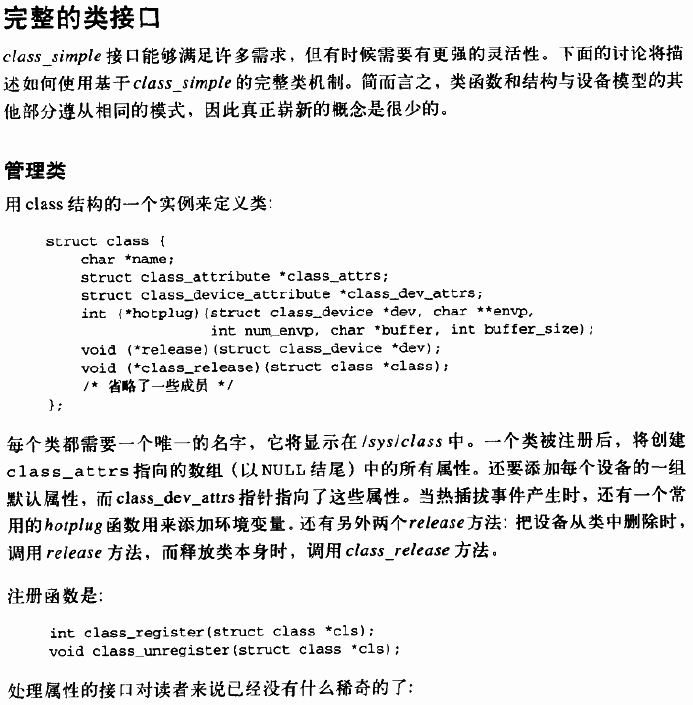 完整的类接口
class_simple 接口能够满足许多需求，但有时候需要有更强的灵活性。下面的讨论将描
述如何使用基于 class_simple 的完整类机制。简而言之，类函数和结构与设备模型的其
他部分遵从相同的模式，因此真正崭新的概念是很少的。
管理类
用 class 结构的一个实例来定义类:
struct class {
char *name;
struct class_attribute *class_attrs;
struct class_device_attribute *class_dev_attrs;
int (*hotplug)(struct class_device *dev, char **envp,
int num_envp, char *buffer, int buffer_size);
void (*release)(struct class_device *dev);
void (*class_release)(struct class *class);
/* 省略了一些成员 */
};
每个类都需要一个唯一的名字，它将显示在 /sys/class 中。一个类被注册后，将创建
class_attrs 指向的数组（以 NULL 结尾）中的所有属性。还要添加每个设备的一组
默认属性，而 class_dev_attrs 指针指向了这些属性。当热插拔事件产生时，还有一个常
用的 hotplug 函数用来添加环境变量。还有另外两个 release 方法: 把设备从类中删除时，
调用 release 方法，而释放类本身时，调用 class_release 方法。
注册函数是:
int class_register(struct class *cls);
void class_unregister(struct class *cls);
处理属性的接口对读者来说已经没有什么稀奇的了: